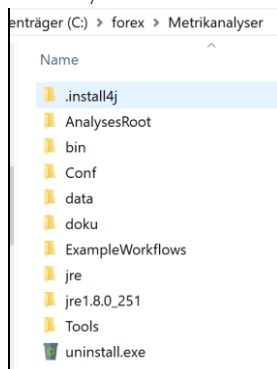 enträger (C:) > forex > Metrikanalyser
Name
.install4j
AnalysesRoot
bin
Conf
data
doku
ExampleWorkflows
jre
jre1.8.0_251
Tools
uninstall.exe